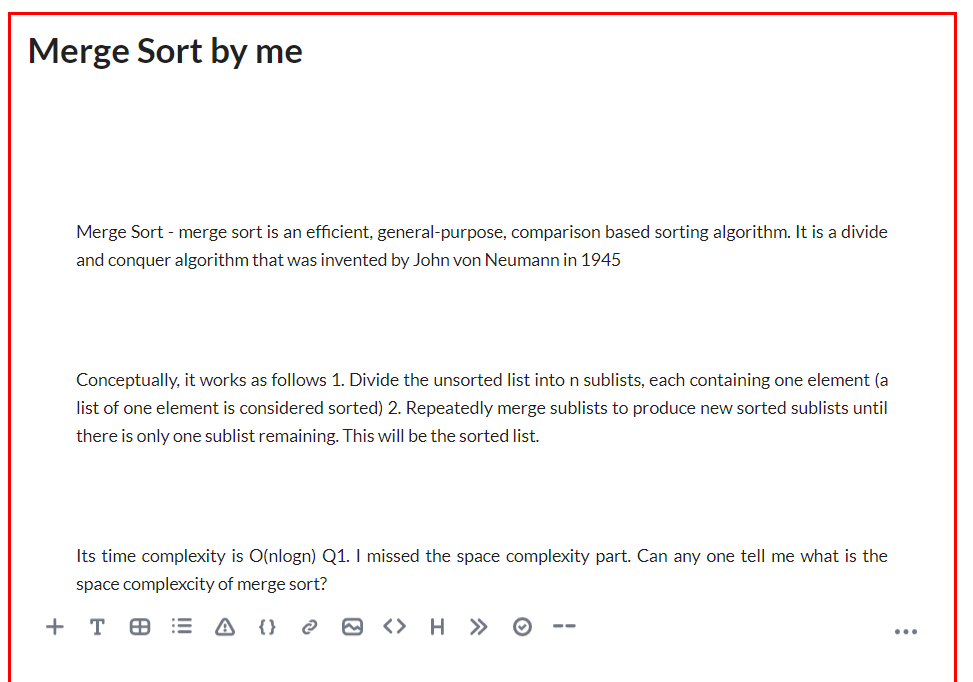 Merge Sort by me
Merge Sort - merge sort is an efficient, general-purpose, comparison based sorting algorithm. It is a divide
and conquer algorithm that was invented by John von Neumann in 1945
Conceptually, it works as follows 1. Divide the unsorted list into n sublists, each containing one element (a
list of one element is considered sorted) 2. Repeatedly merge sublists to produce new sorted sublists until
there is only one sublist remaining. This will be the sorted list.
Its time complexity is O(nlogn) Q1. I missed the space complexity part. Can any one tell me what is the
space complexcity of merge sort?